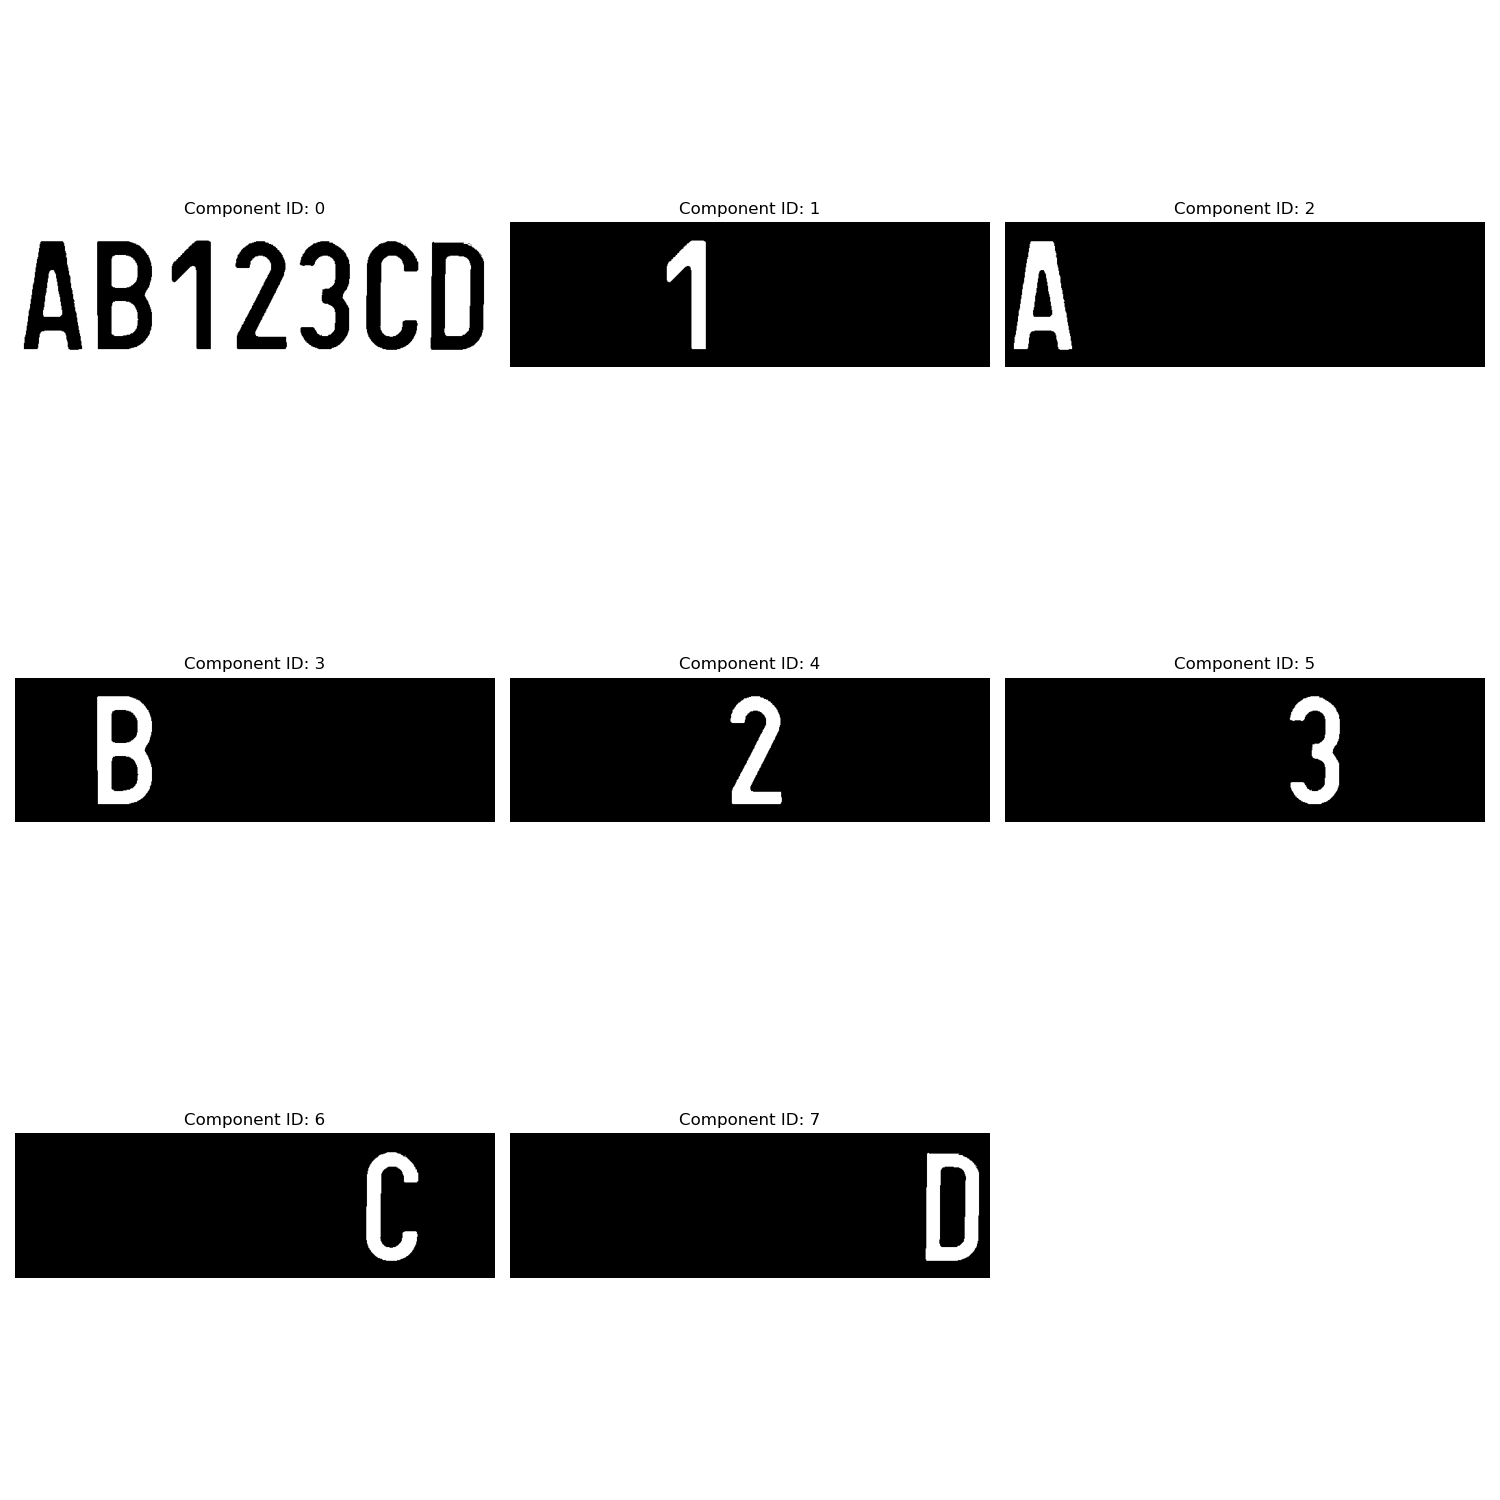 Component ID: 0 Component ID: 1 Component ID: 2
AB123CD 1 A
Component ID: 3 Component ID: 4 Component ID: 5
B 2 3
Component ID: 6 Component ID: 7
C D